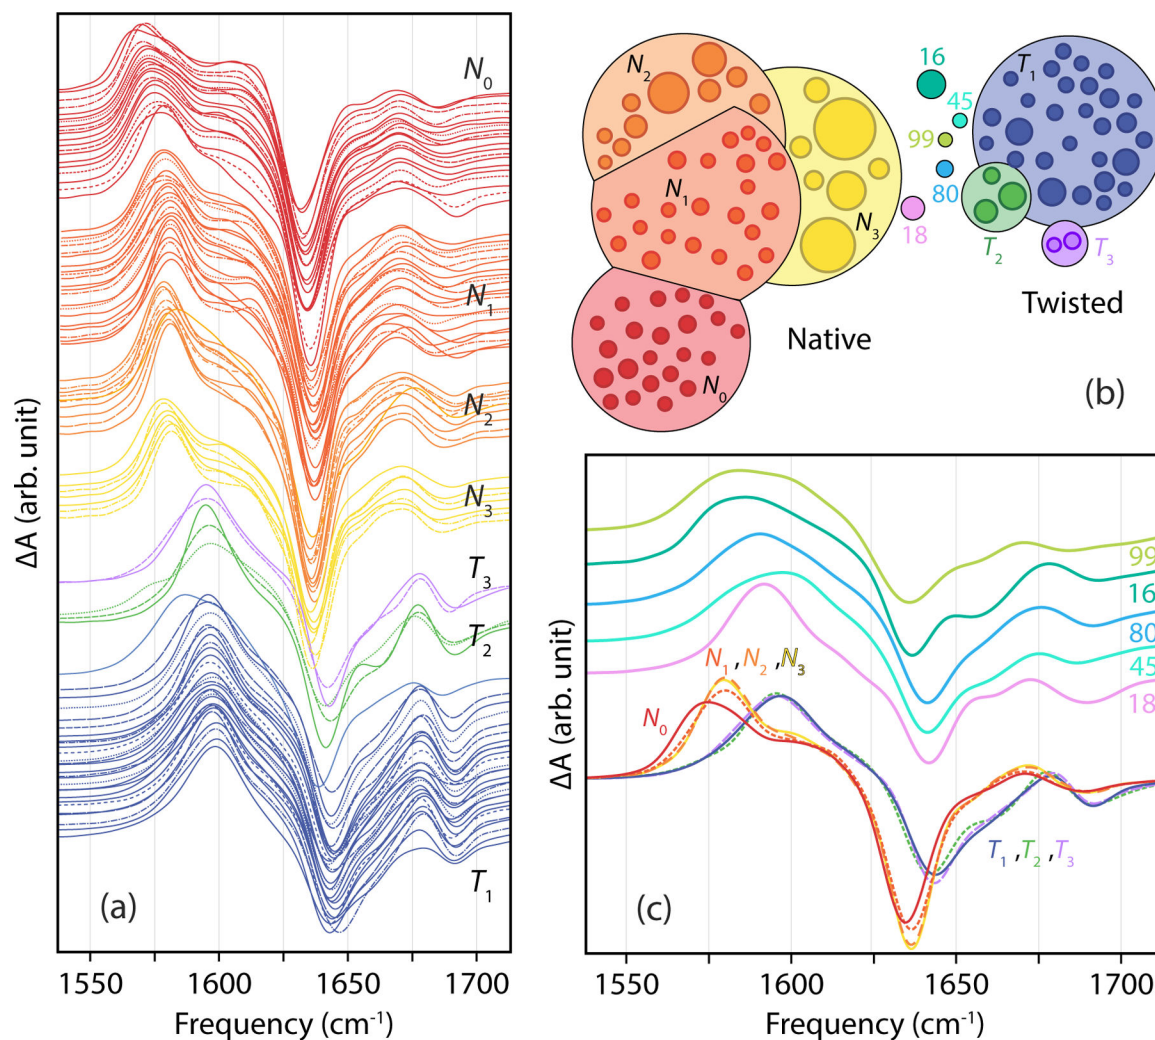 N₀
N₁
N₂
N₃
T₃
T₂
T₁
(a)
ΔA (arb. unit)
1550 1600 1650 1700
Frequency (cm⁻¹)
N₂
N₁
N₃
N₀
Native
16
45
99
80
18
T₁
T₂
T₃
Twisted
(b)
99
16
80
45
18
N₁ , N₂ , N₃
N₀
T₁ , T₂ , T₃
(c)
ΔA (arb. unit)
1550 1600 1650 1700
Frequency (cm⁻¹)